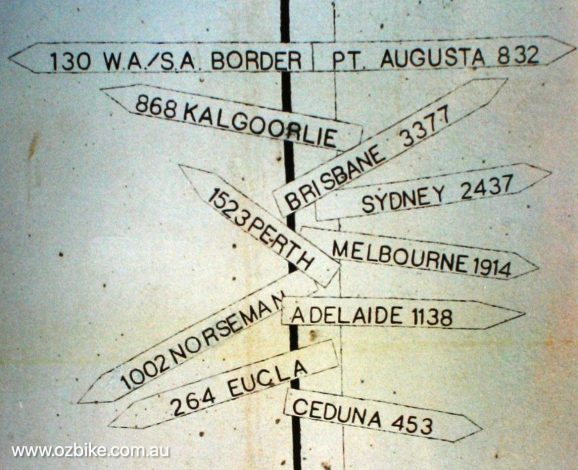 130 W.A./S.A. BORDER
PT. AUGUSTA 832
868 KALGOORLIE
BRISBANE 3377
SYDNEY 2437
1523 PERTH
MELBOURNE 1914
1002 NORSEMAN
ADELAIDE 1138
264 EUCLA
CEDUNA 453
www.ozbike.com.au